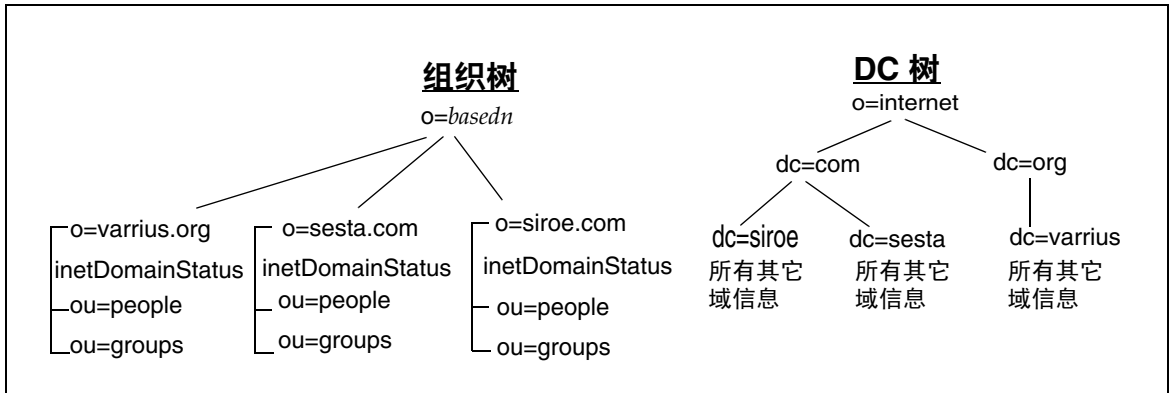 组织树
o=basedn
o=varrius.org
inetDomainStatus
ou=people
ou=groups
o=sesta.com
inetDomainStatus
ou=people
ou=groups
o=siroe.com
inetDomainStatus
ou=people
ou=groups
DC 树
o=internet
dc=com
dc=org
dc=siroe
所有其它
域信息
dc=sesta
所有其它
域信息
dc=varrius
所有其它
域信息